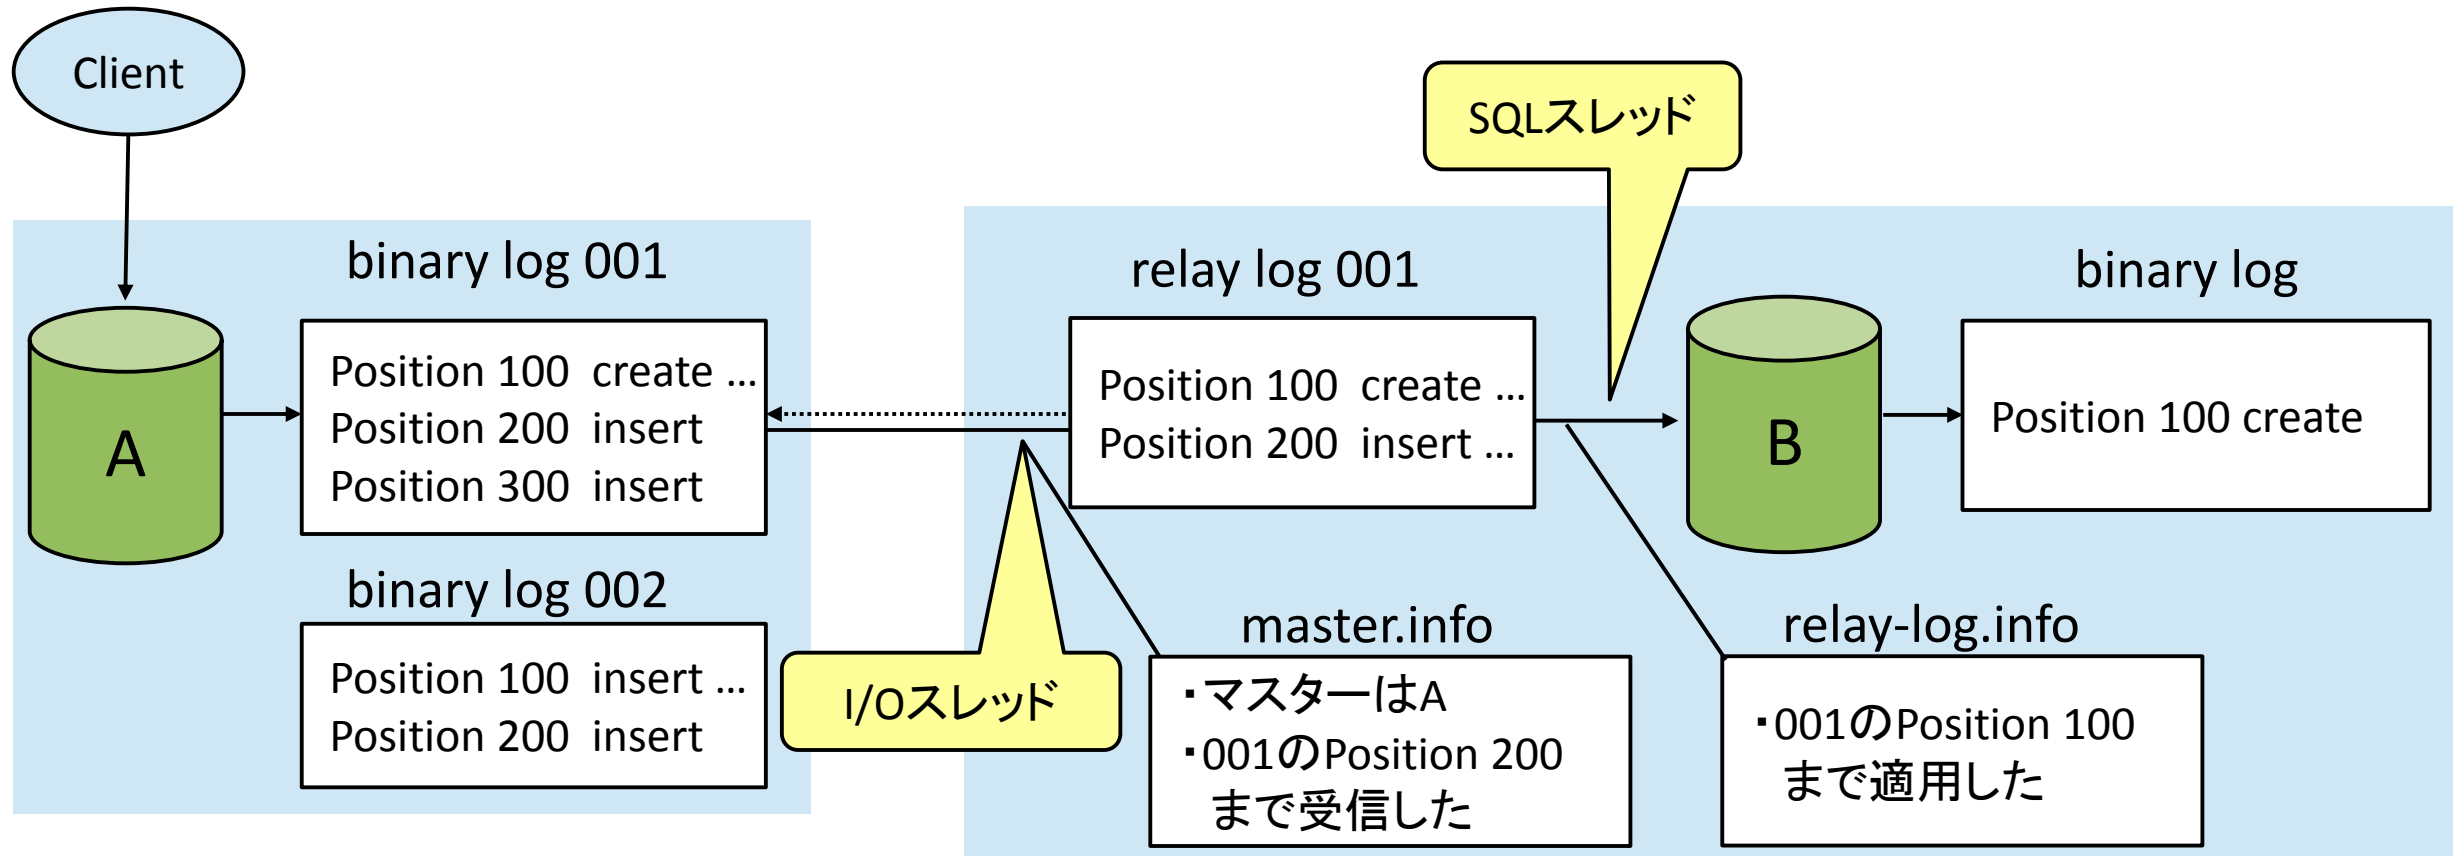 Client
SQLスレッド
binary log 001
A
Position 100 create ...
Position 200 insert
Position 300 insert
binary log 002
Position 100 insert ...
Position 200 insert
I/Oスレッド
relay log 001
Position 100 create ...
Position 200 insert ...
B
binary log
Position 100 create
master.info
・マスターはA
・001のPosition 200
まで受信した
relay-log.info
・001のPosition 100
まで適用した